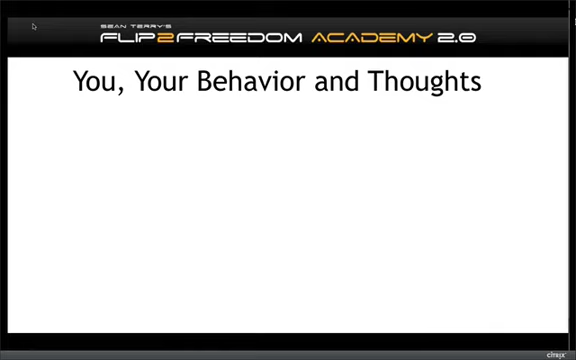 SEAN TERRY'S
FLIP2FREEDOM ACADEMY 2.0
You, Your Behavior and Thoughts
citrix